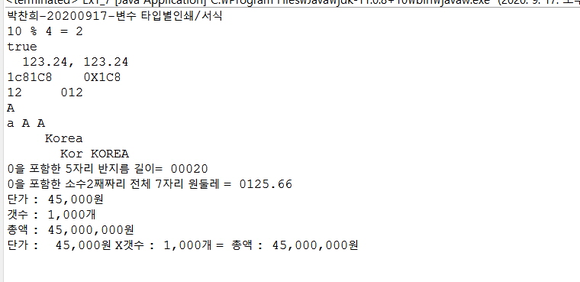 <terminated> Ex1_7 [Java Application] C:₩Program Files₩Java₩jdk-11.0.8₩bin₩javaw.exe (2020. 9. 17.
박찬희-20200917-변수 타입별인쇄/서식
10 % 4 = 2
true
  123.24, 123.24
1c81C8    0X1C8
12     012
A
a A A
     Korea
       Kor KOREA
0을 포함한 5자리 반지름 길이= 00020
0을 포함한 소수2째짜리 전체 7자리 원둘레 = 0125.66
단가 : 45,000원
갯수 : 1,000개
총액 : 45,000,000원
단가 :  45,000원 X갯수 : 1,000개 = 총액 : 45,000,000원